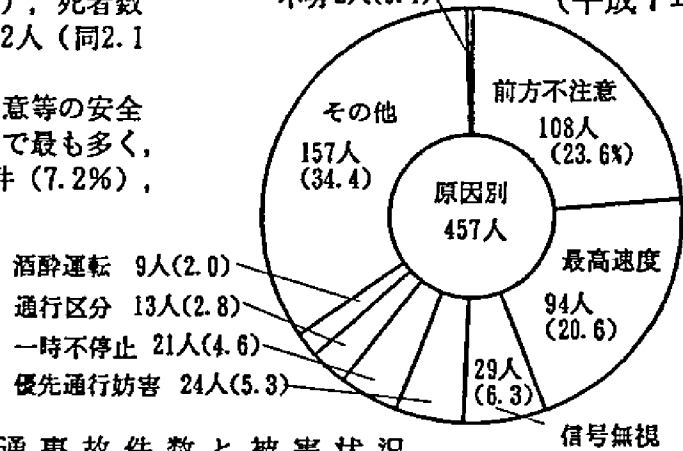 死者数
2人（同2.1
意等の安全
で最も多く，
件（7.2%），
前方不注意
108人
(23.6%)
最高速度
94人
(20.6)
29人
(6.3)
信号無視
優先通行妨害 24人(5.3)
一時不停止 21人(4.6)
通行区分 13人(2.8)
酒酔運転 9人(2.0)
その他
157人
(34.4)
原因別
457人
通事故件数と被害状況